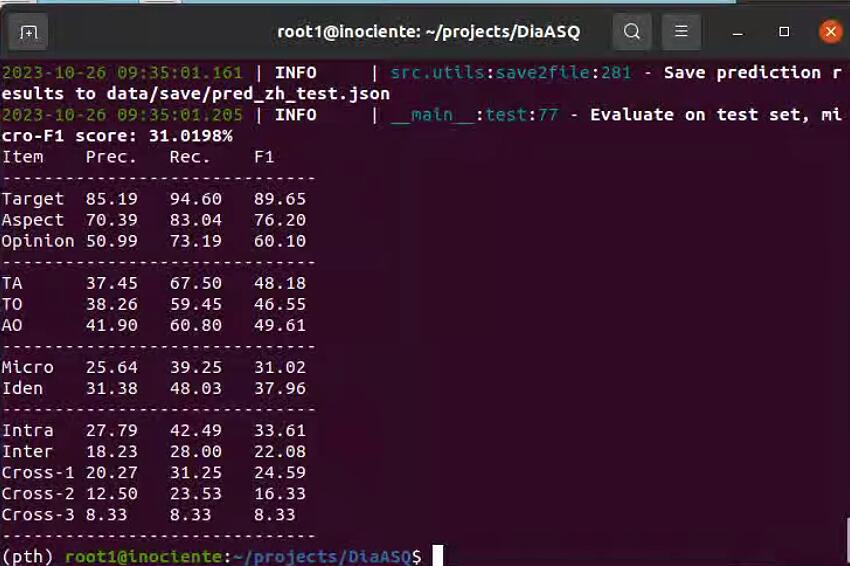 root1@inociente: ~/projects/DiaASQ
2023-10-26 09:35:01.161 | INFO     | src.utils:save2file:281 - Save prediction r
esults to data/save/pred_zh_test.json
2023-10-26 09:35:01.205 | INFO     | __main__:test:77 - Evaluate on test set, mi
cro-F1 score: 31.0198%
Item    Prec.   Rec.    F1
------------------------------
Target  85.19   94.60   89.65
Aspect  70.39   83.04   76.20
Opinion 50.99   73.19   60.10
------------------------------
TA      37.45   67.50   48.18
TO      38.26   59.45   46.55
AO      41.90   60.80   49.61
------------------------------
Micro   25.64   39.25   31.02
Iden    31.38   48.03   37.96
------------------------------
Intra   27.79   42.49   33.61
Inter   18.23   28.00   22.08
Cross-1 20.27   31.25   24.59
Cross-2 12.50   23.53   16.33
Cross-3 8.33    8.33    8.33
------------------------------
(pth) root1@inociente:~/projects/DiaASQ$